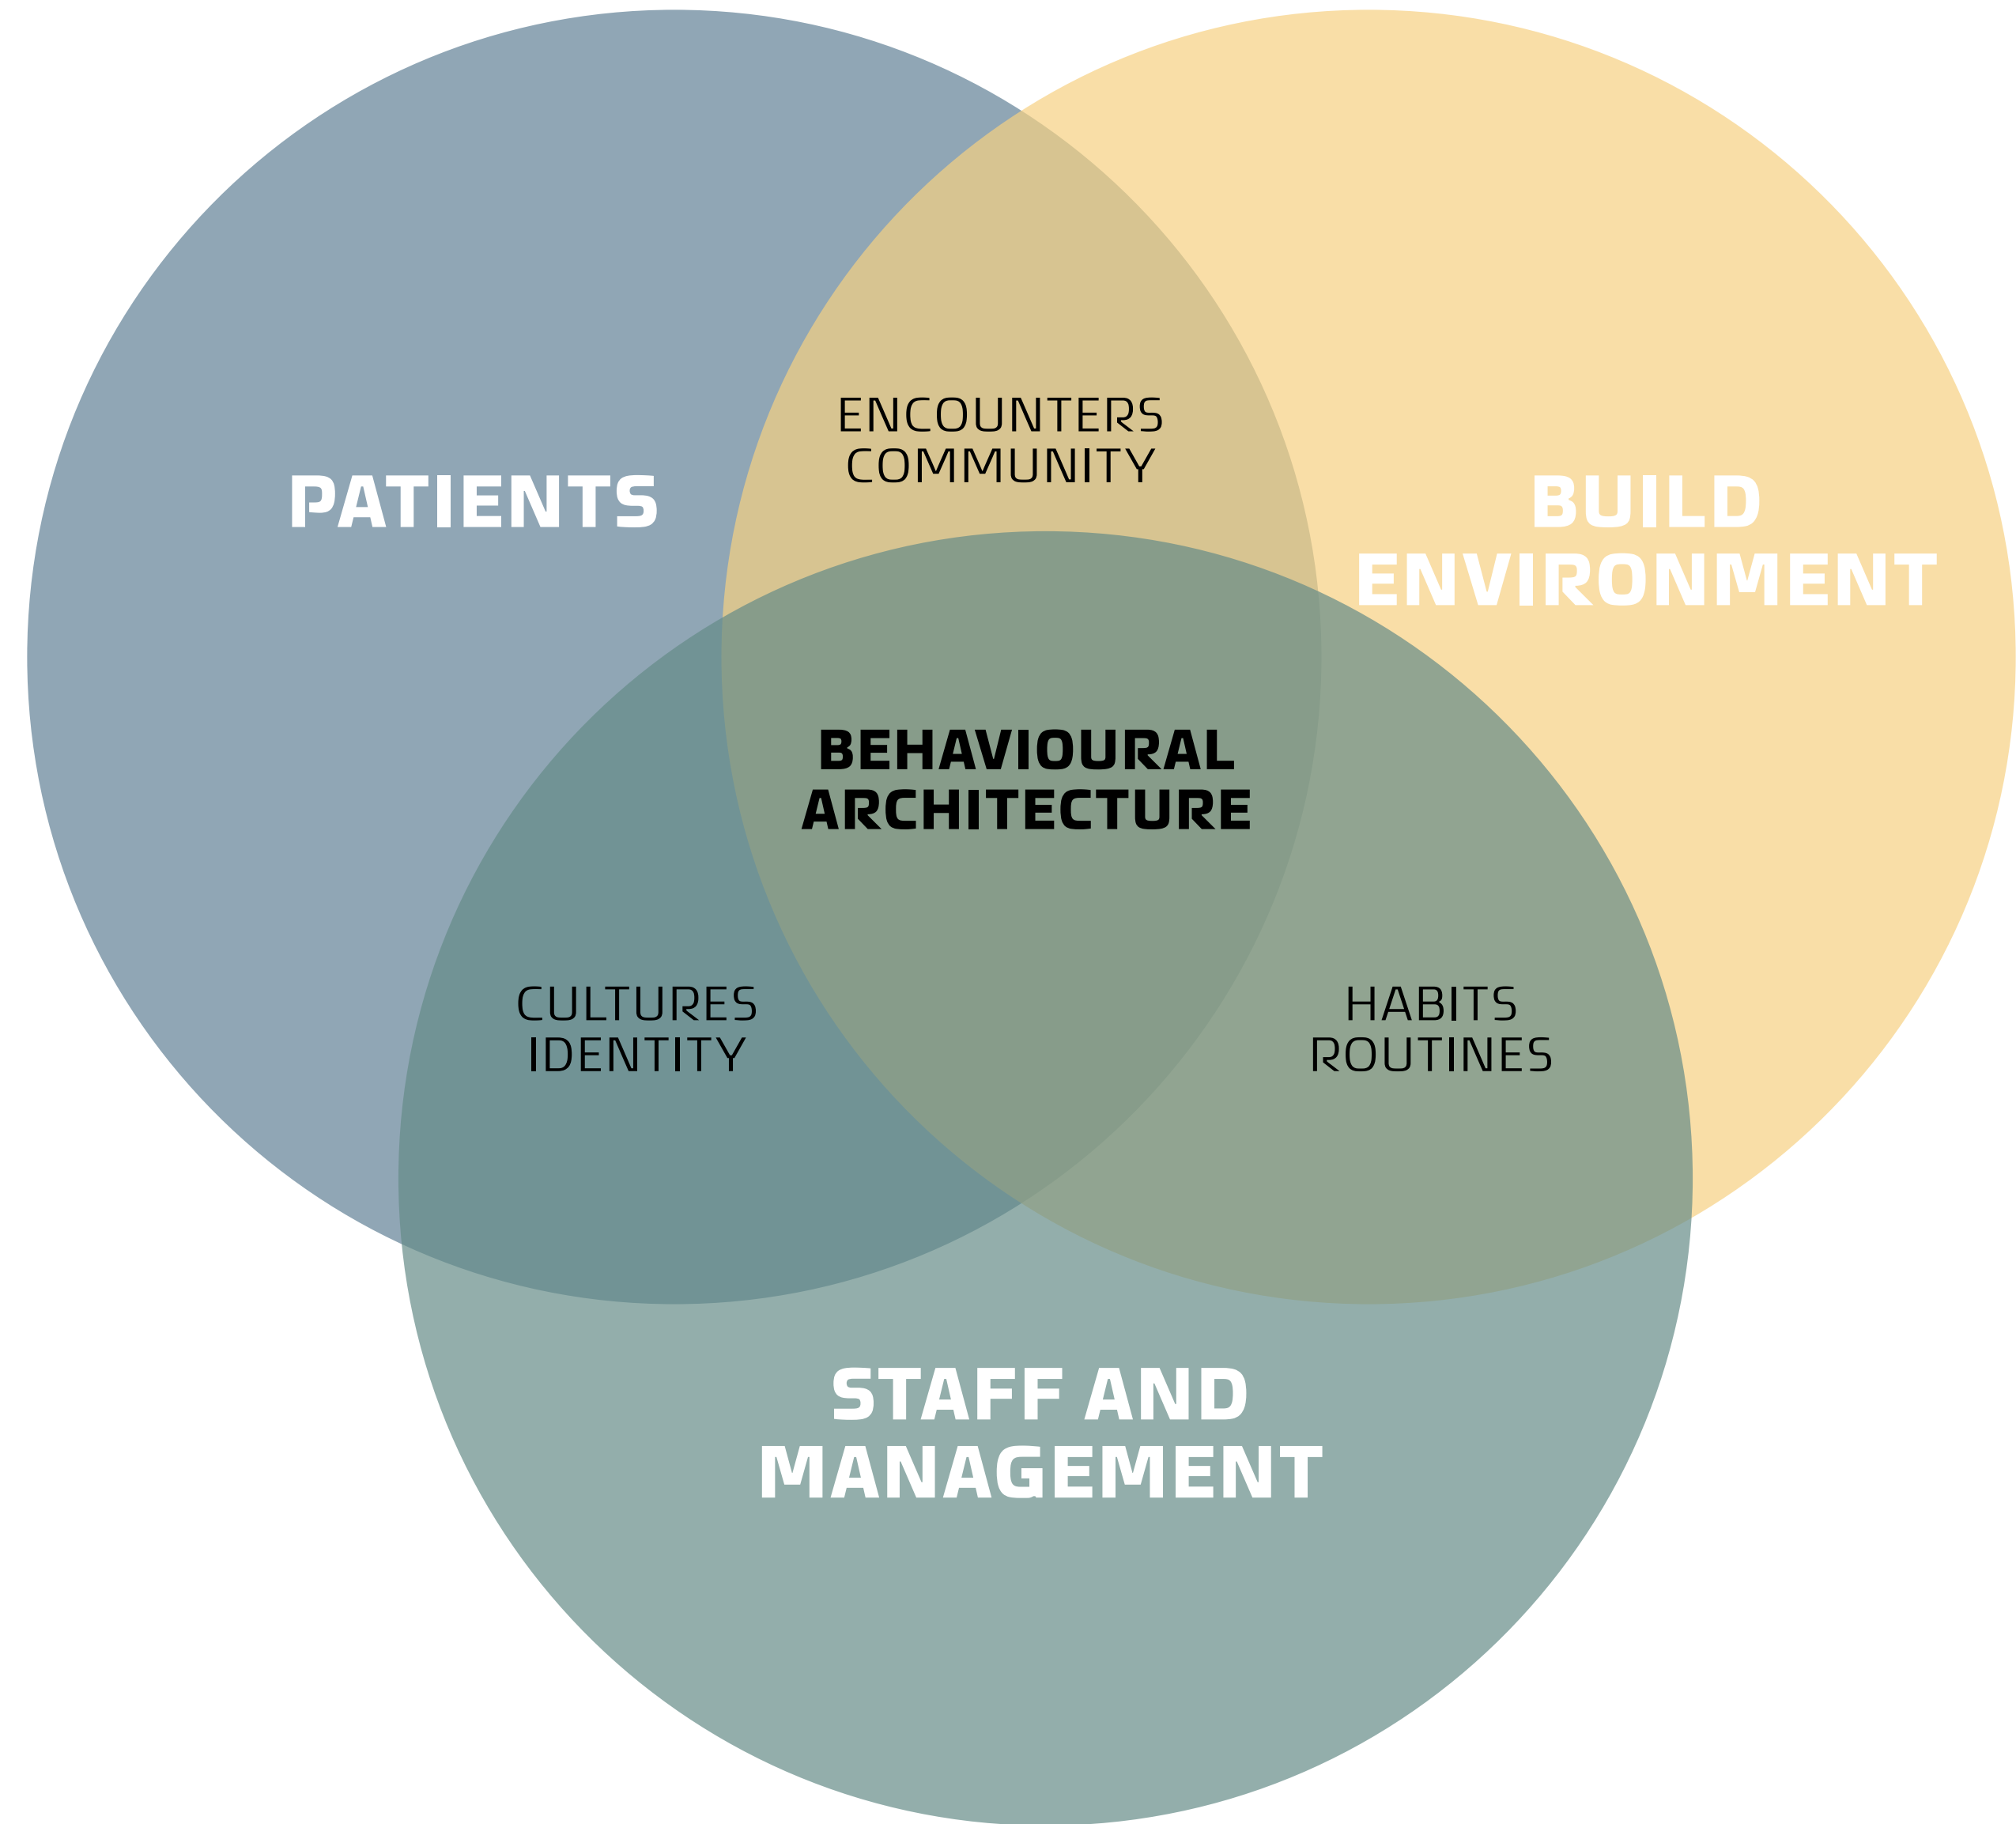 ENCOUNTERS
COMMUNITY
PATIENTS
BUILD
ENVIRONMENT
BEHAVIOURAL
ARCHITECTURE
CULTURES
IDENTITY
HABITS
ROUTINES
STAFF AND
MANAGEMENT